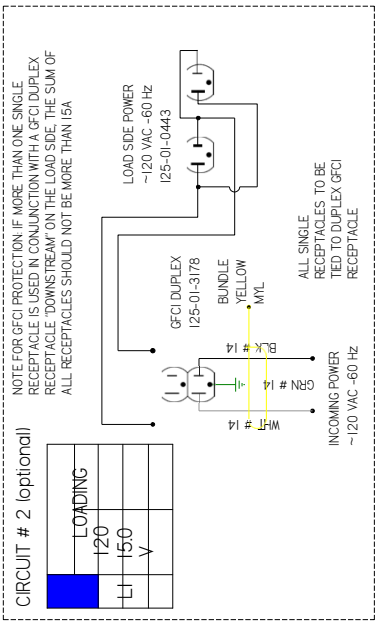 CIRCUIT # 2 (optional)
LOADING
120
L1
15.0
V
NOTE FOR GFCI PROTECTION: IF MORE THAN ONE SINGLE
RECEPTACLE IS USED IN CONJUNCTION WITH A GFCI DUPLEX
RECEPTACLE "DOWNSTREAM" ON THE LOAD SIDE, THE SUM OF
ALL RECEPTACLES SHOULD NOT BE MORE THAN 15A
LOAD SIDE POWER
~120 VAC -60 Hz
125-01-0443
GFCI DUPLEX
125-01-3178
BUNDLE
YELLOW
MYL
WHT # 14
GRN # 14
BLK # 14
INCOMING POWER
~120 VAC -60 Hz
ALL SINGLE
RECEPTACLES TO BE
TIED TO DUPLEX GFCI
RECEPTACLE